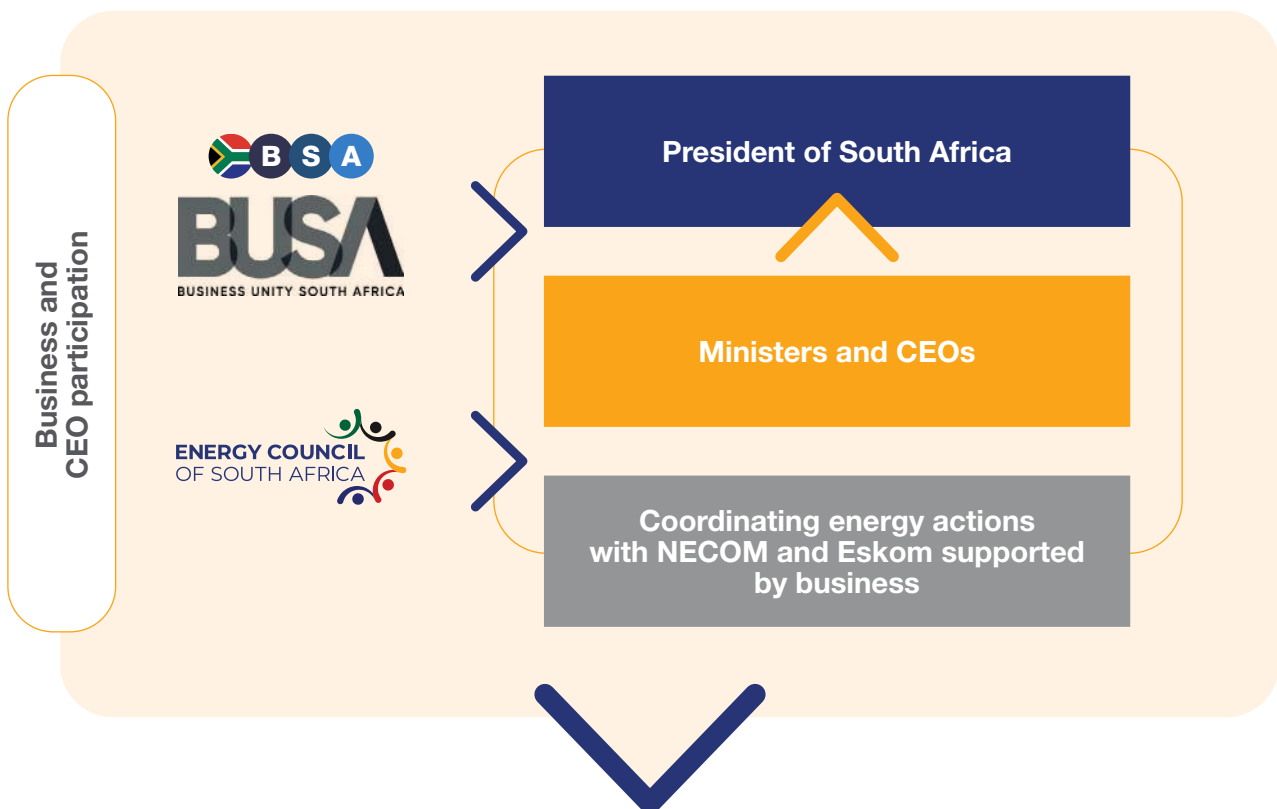 Business and
CEO participation
B S A
BUSA
BUSINESS UNITY SOUTH AFRICA
ENERGY COUNCIL
OF SOUTH AFRICA
President of South Africa
Ministers and CEOs
Coordinating energy actions
with NECOM and Eskom supported
by business